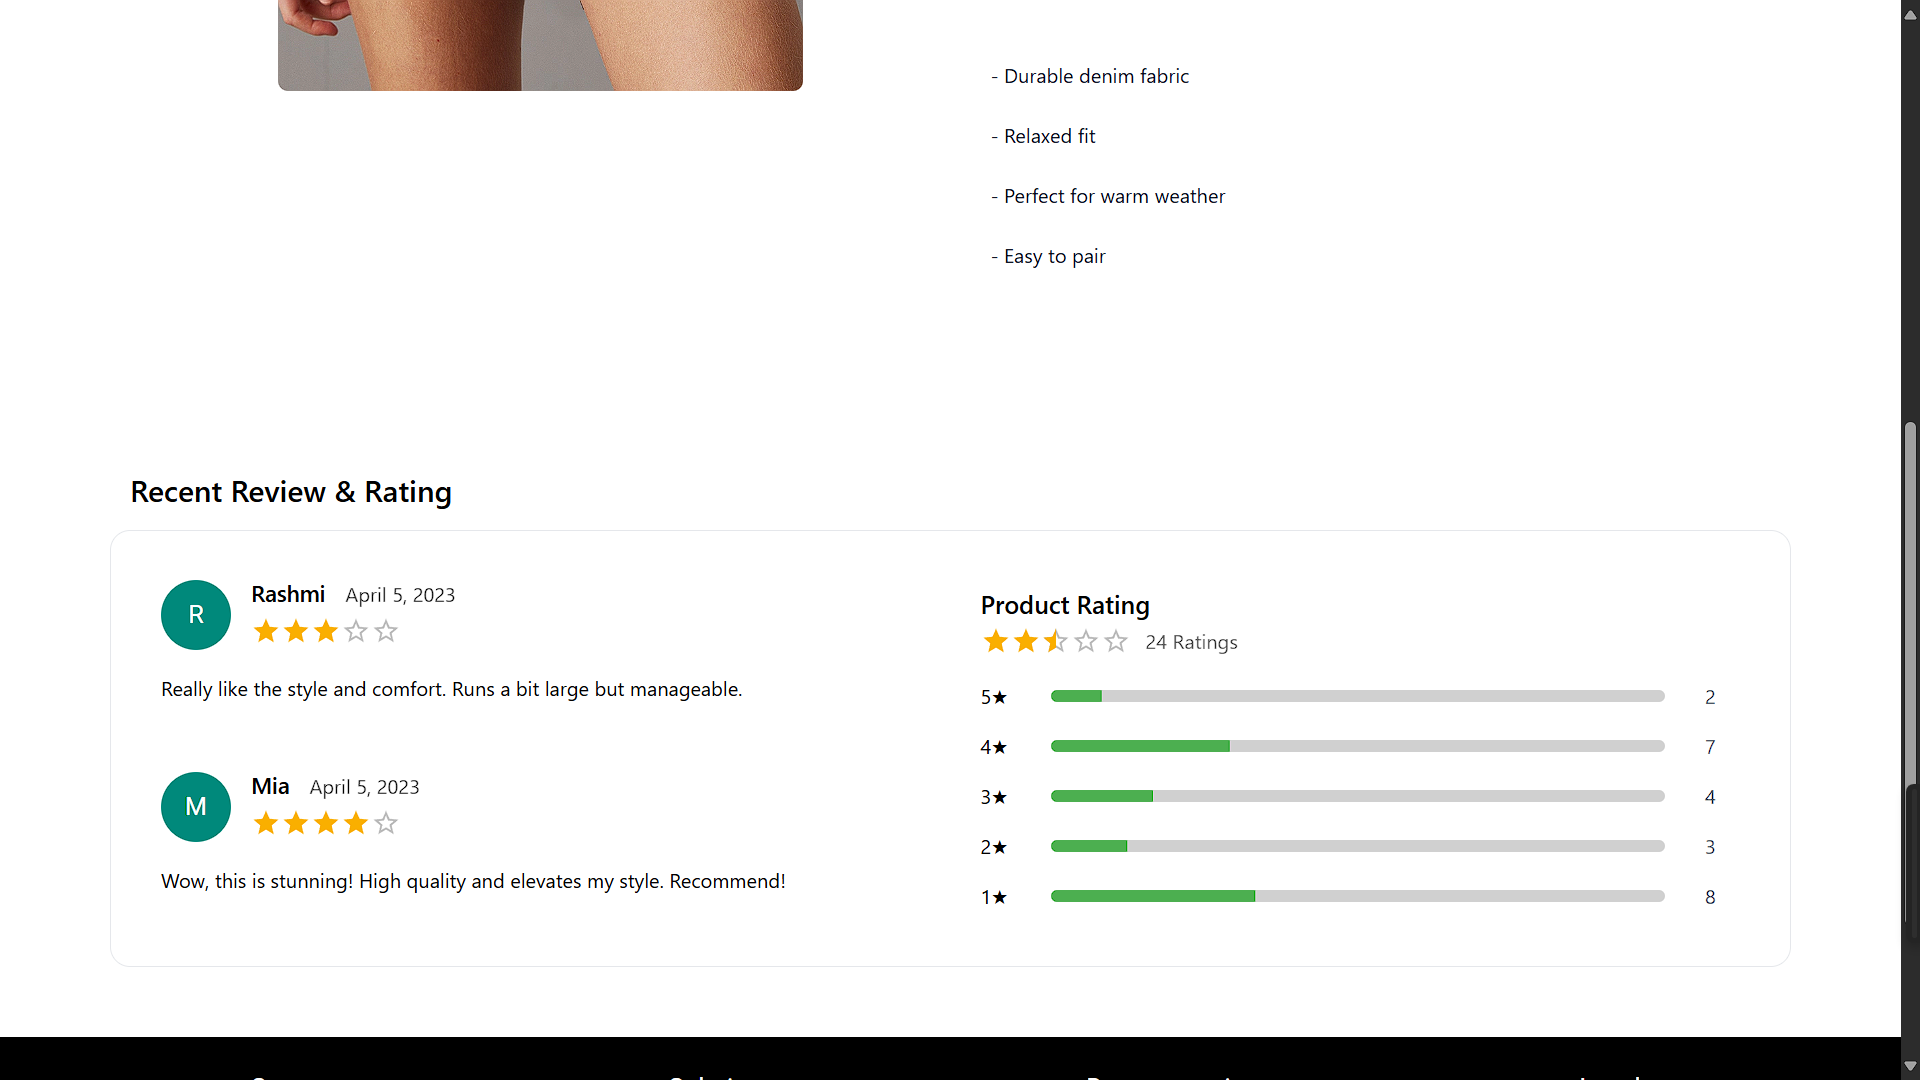 - Durable denim fabric
- Relaxed fit
- Perfect for warm weather
- Easy to pair
Recent Review & Rating
R
Rashmi April 5, 2023
Really like the style and comfort. Runs a bit large but manageable.
M
Mia April 5, 2023
Wow, this is stunning! High quality and elevates my style. Recommend!
Product Rating
24 Ratings
5★ 2
4★ 7
3★ 4
2★ 3
1★ 8